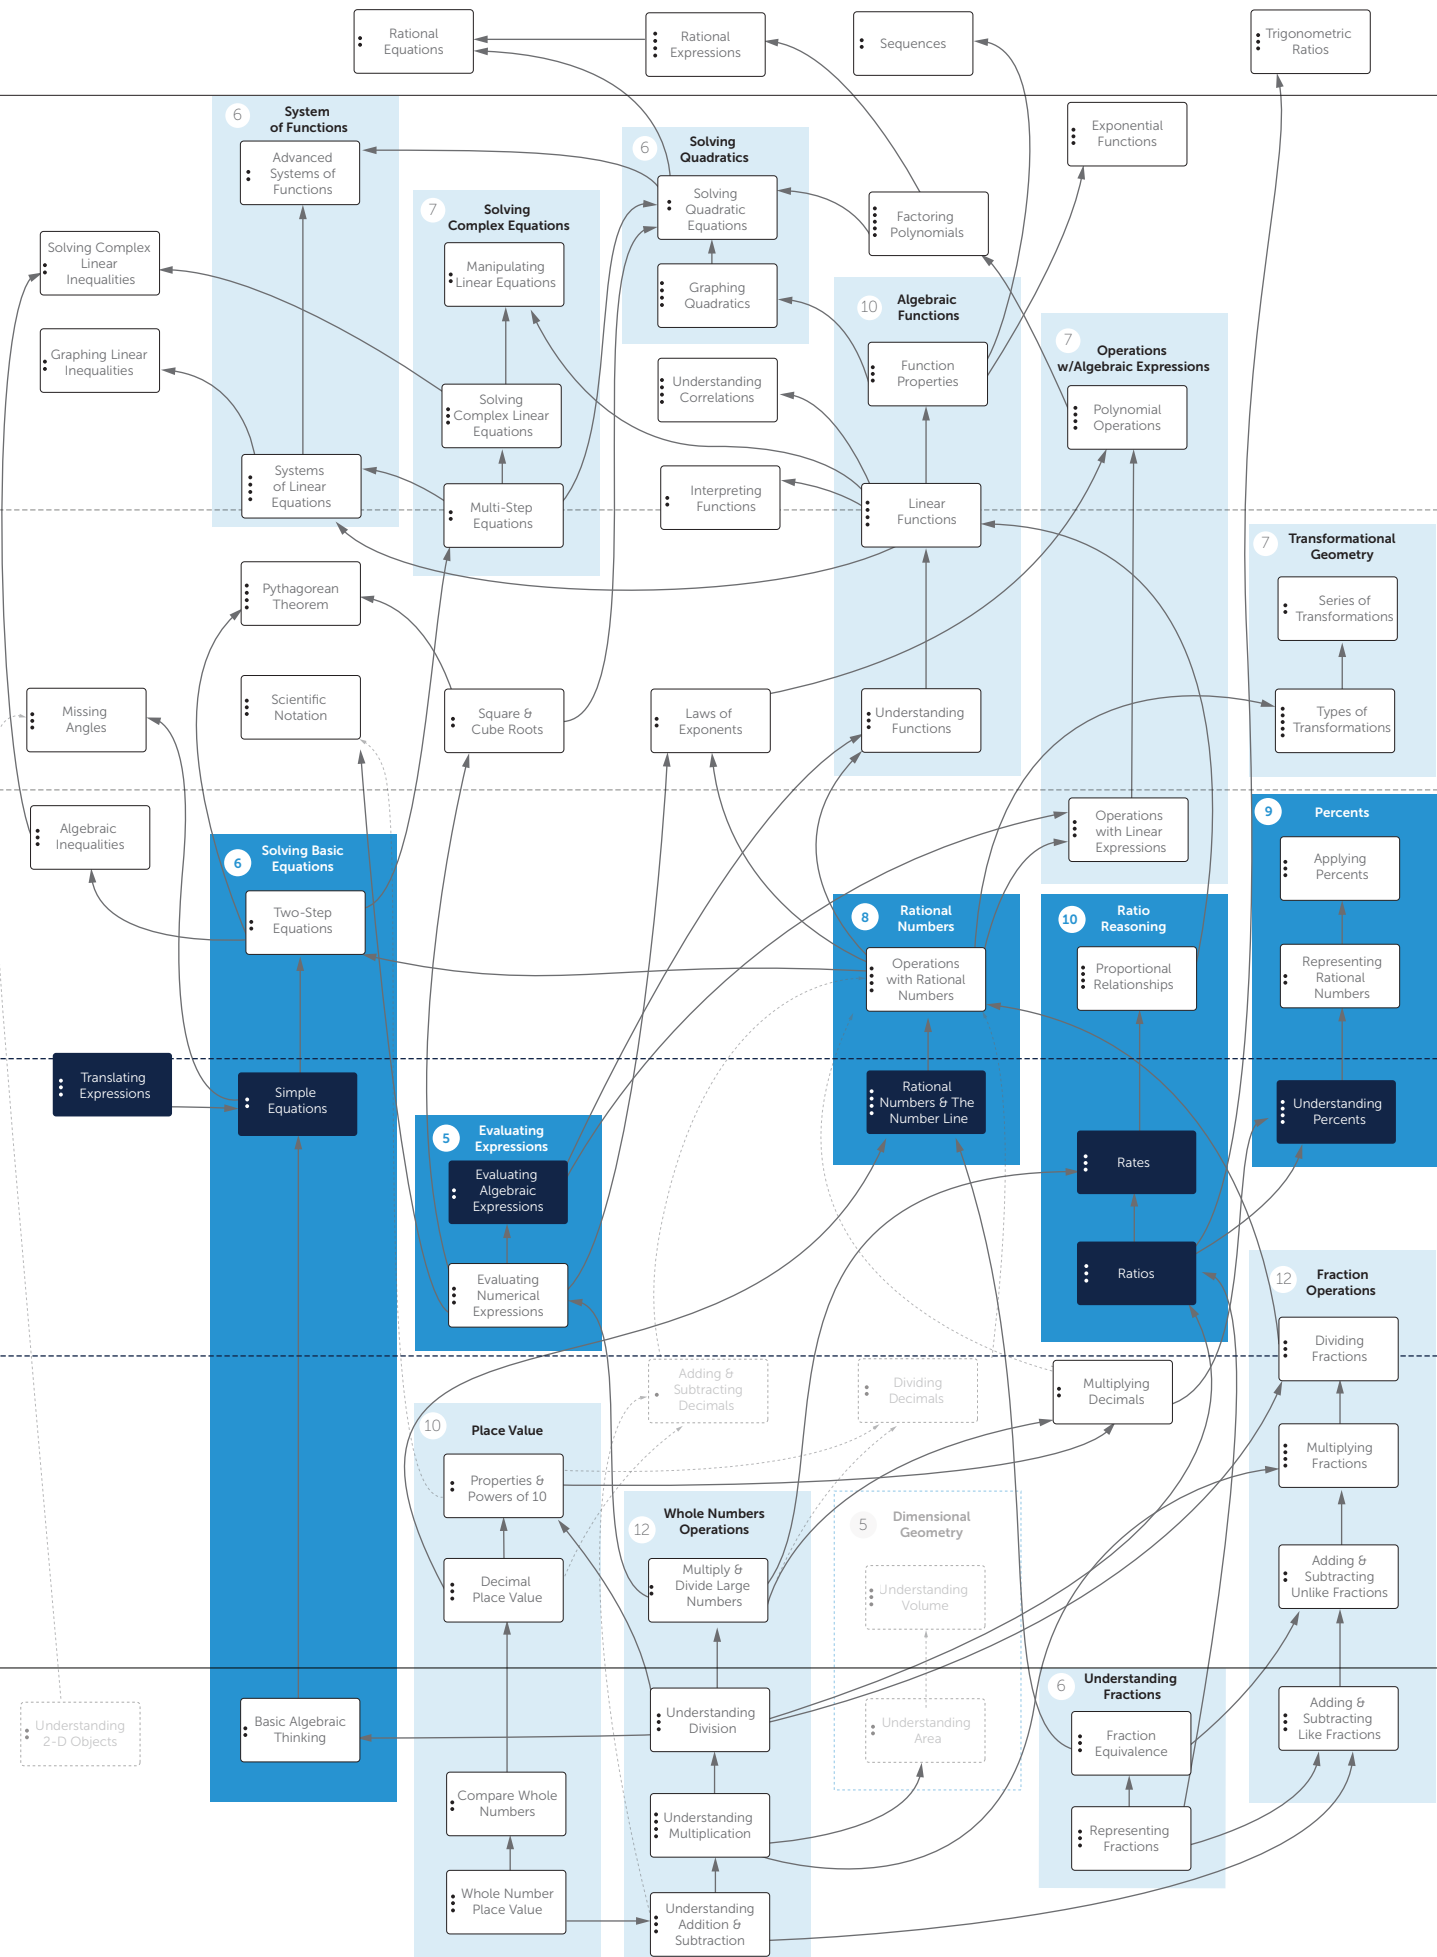 Rational
Equations
Rational
Expressions
Sequences
Trigonometric
Ratios
6
System
of Functions
Advanced
Systems of
Functions
Exponential
Functions
6
Solving
Quadratics
Solving
Quadratic
Equations
7
Solving
Complex Equations
Factoring
Polynomials
Solving Complex
Linear
Inequalities
Manipulating
Linear Equations
Graphing
Quadratics
10
Algebraic
Functions
Graphing Linear
Inequalities
Understanding
Correlations
Function
Properties
7
Operations
w/Algebraic Expressions
Solving
Complex Linear
Equations
Polynomial
Operations
Systems
of Linear
Equations
Multi-Step
Equations
Interpreting
Functions
Linear
Functions
7
Transformational
Geometry
Pythagorean
Theorem
Series of
Transformations
Missing
Angles
Scientific
Notation
Square &
Cube Roots
Laws of
Exponents
Understanding
Functions
Types of
Transformations
Algebraic
Inequalities
Operations
with Linear
Expressions
9
Percents
6
Solving Basic
Equations
Applying
Percents
Two-Step
Equations
8
Rational
Numbers
10
Ratio
Reasoning
Operations
with Rational
Numbers
Proportional
Relationships
Representing
Rational
Numbers
Translating
Expressions
Simple
Equations
Rational
Numbers & The
Number Line
Understanding
Percents
5
Evaluating
Expressions
Evaluating
Algebraic
Expressions
Rates
Evaluating
Numerical
Expressions
Ratios
12
Fraction
Operations
Dividing
Fractions
Adding &
Subtracting
Decimals
Dividing
Decimals
Multiplying
Decimals
10
Place Value
Multiplying
Fractions
Properties &
Powers of 10
12
Whole Numbers
Operations
5
Dimensional
Geometry
Decimal
Place Value
Multiply &
Divide Large
Numbers
Understanding
Volume
Adding &
Subtracting
Unlike Fractions
6
Understanding
Fractions
Understanding
2-D Objects
Basic Algebraic
Thinking
Understanding
Division
Understanding
Area
Fraction
Equivalence
Adding &
Subtracting
Like Fractions
Compare Whole
Numbers
Understanding
Multiplication
Representing
Fractions
Whole Number
Place Value
Understanding
Addition &
Subtraction